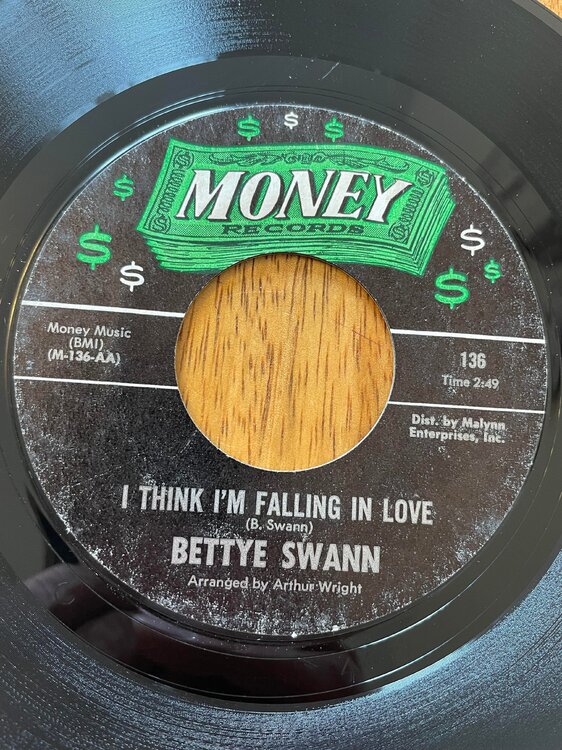 $ $ $
MONEY
RECORDS
$ $ $
$ $ $
Money Music
(BMI)
(M-136-AA)
136
Time 2:49
Dist. by Malynn
Enterprises, Inc.
I THINK I'M FALLING IN LOVE
(B. Swann)
BETTYE SWANN
Arranged by Arthur Wright